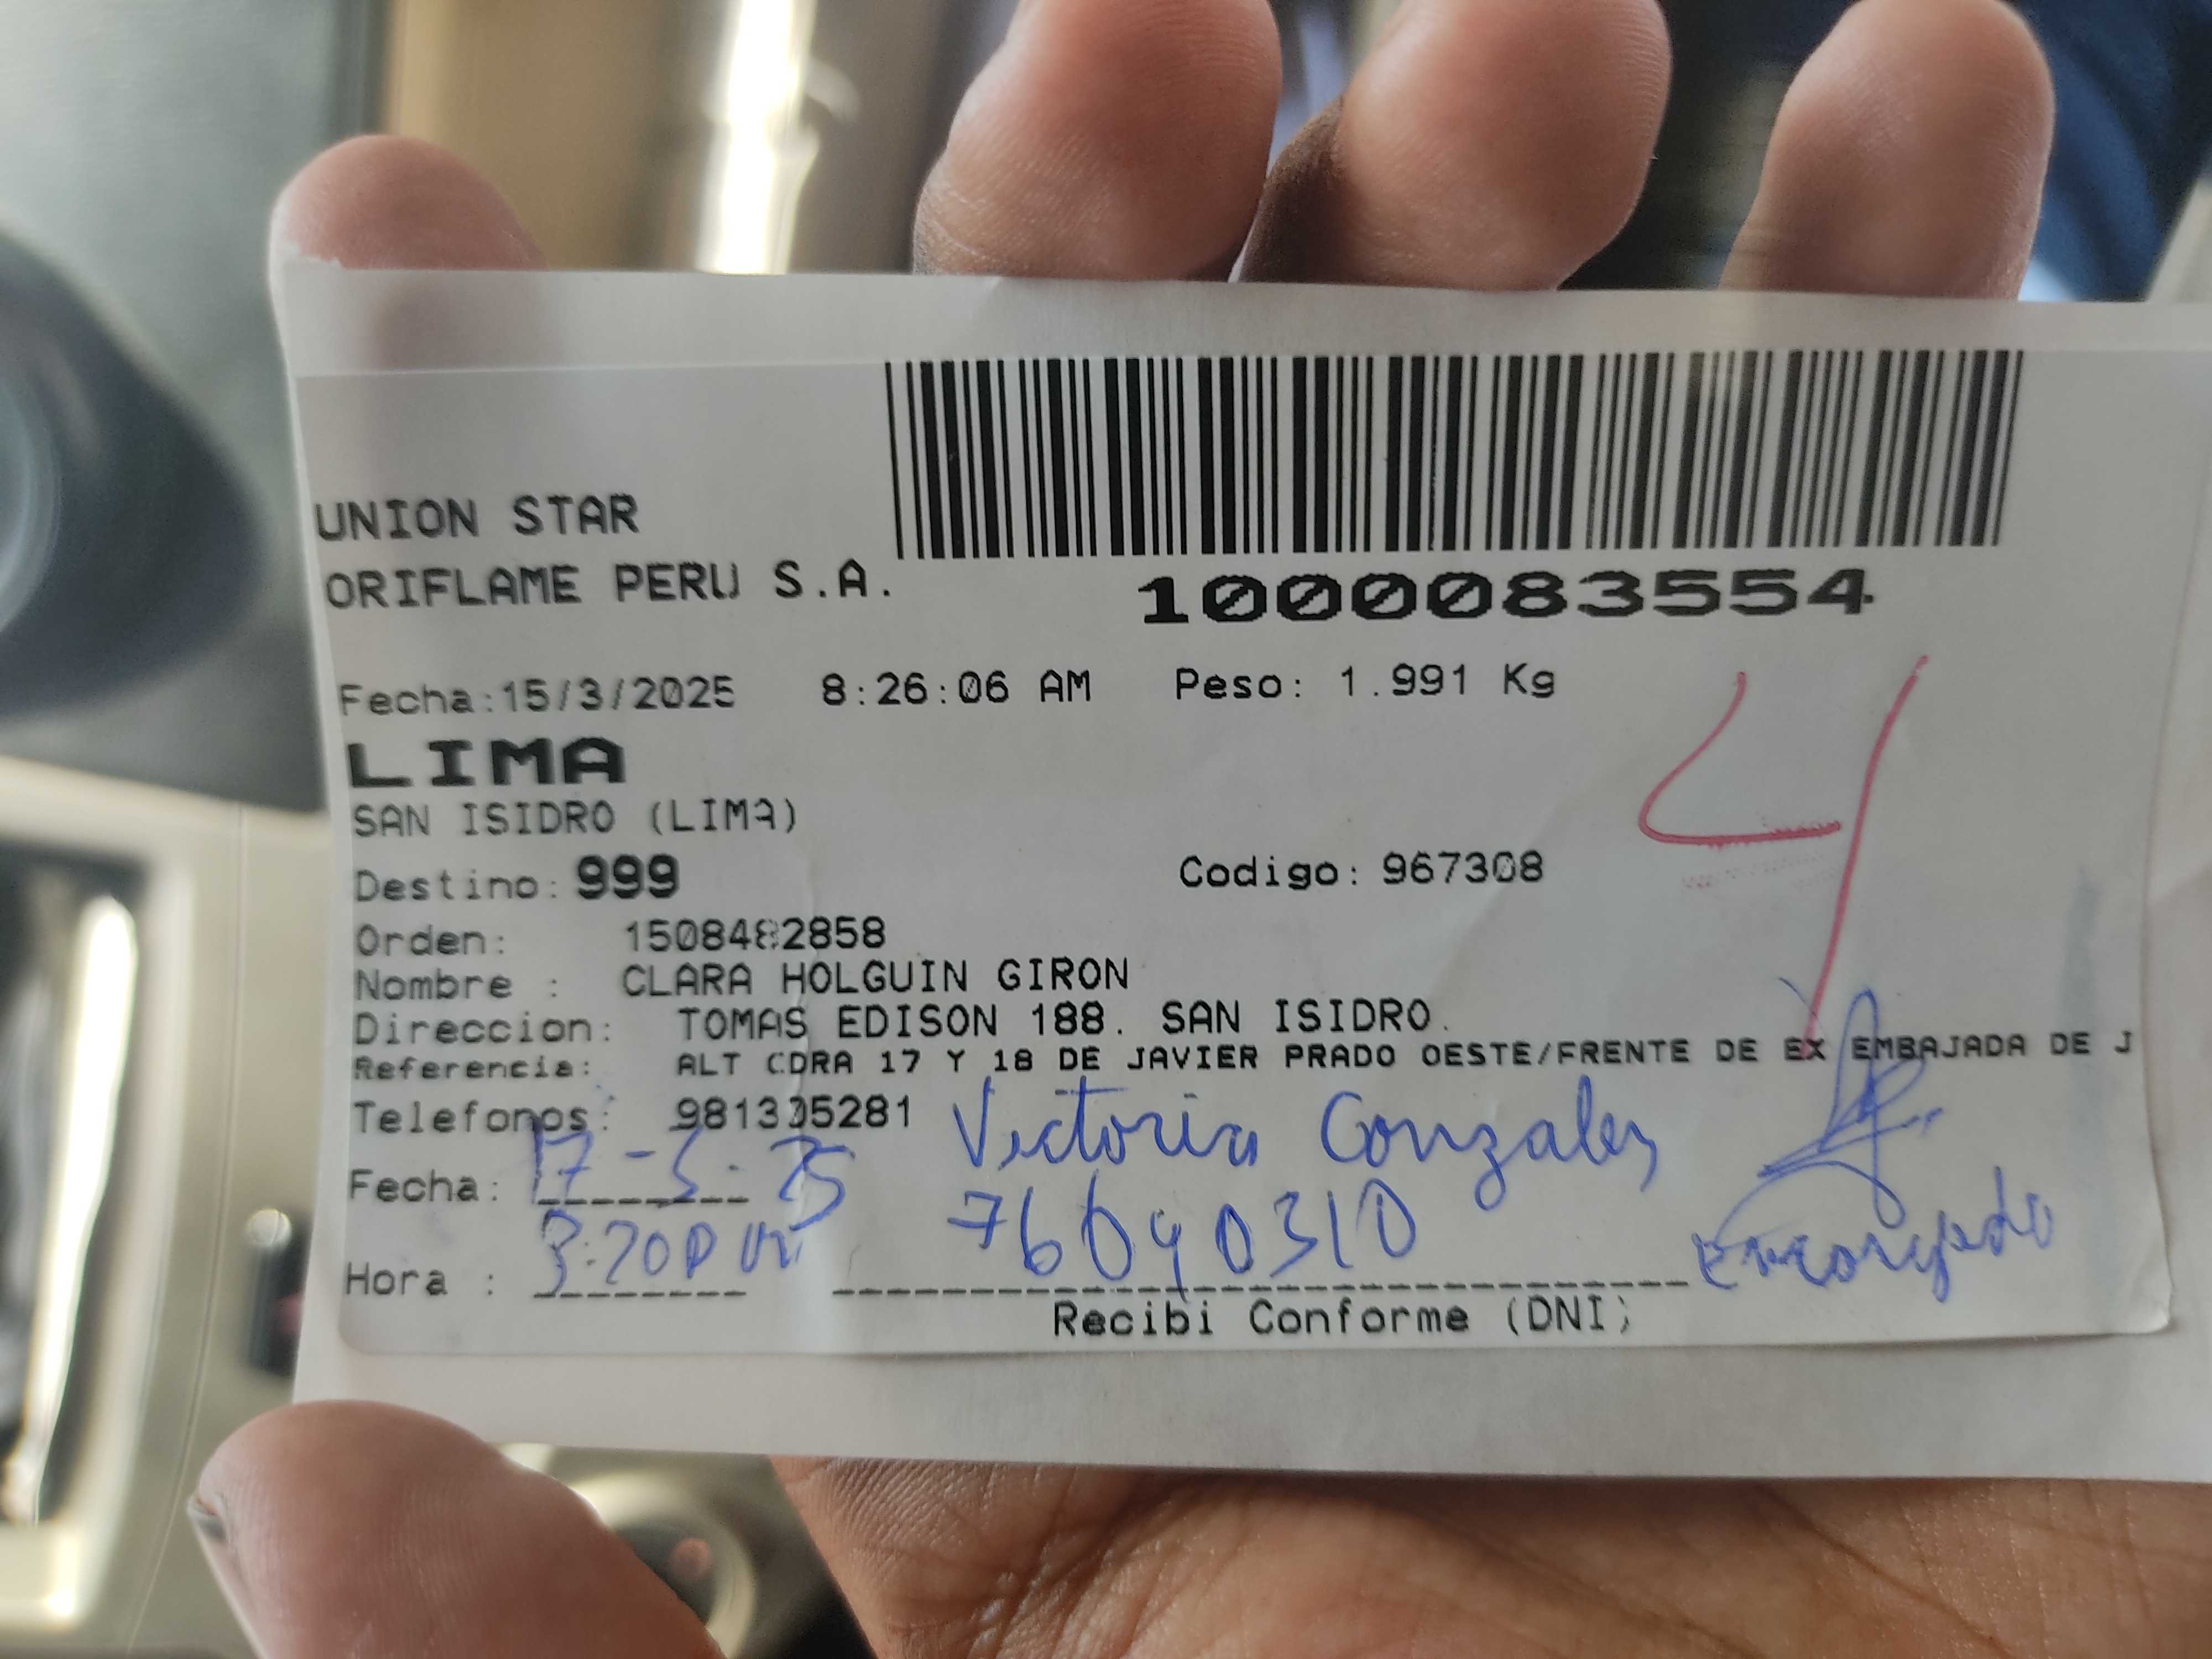 UNION STAR
ORIFLAME PERU S.A.
1000083554
Fecha:15/3/2025 8:26:06 AM Peso: 1.991 Kg
4
LIMA
SAN ISIDRO (LIMA)
Destino: 999 Codigo: 967308
Orden: 1508482858
Nombre : CLARA HOLGUIN GIRON
Direccion: TOMAS EDISON 188. SAN ISIDRO.
Referencia: ALT CDRA 17 Y 18 DE JAVIER PRADO OESTE/FRENTE DE EX EMBAJADA DE J
Telefonos: Victoria Gonzales
Fecha: 17-3-25
Hora : 3:20 pm encargado
Recibi Conforme (DNI)